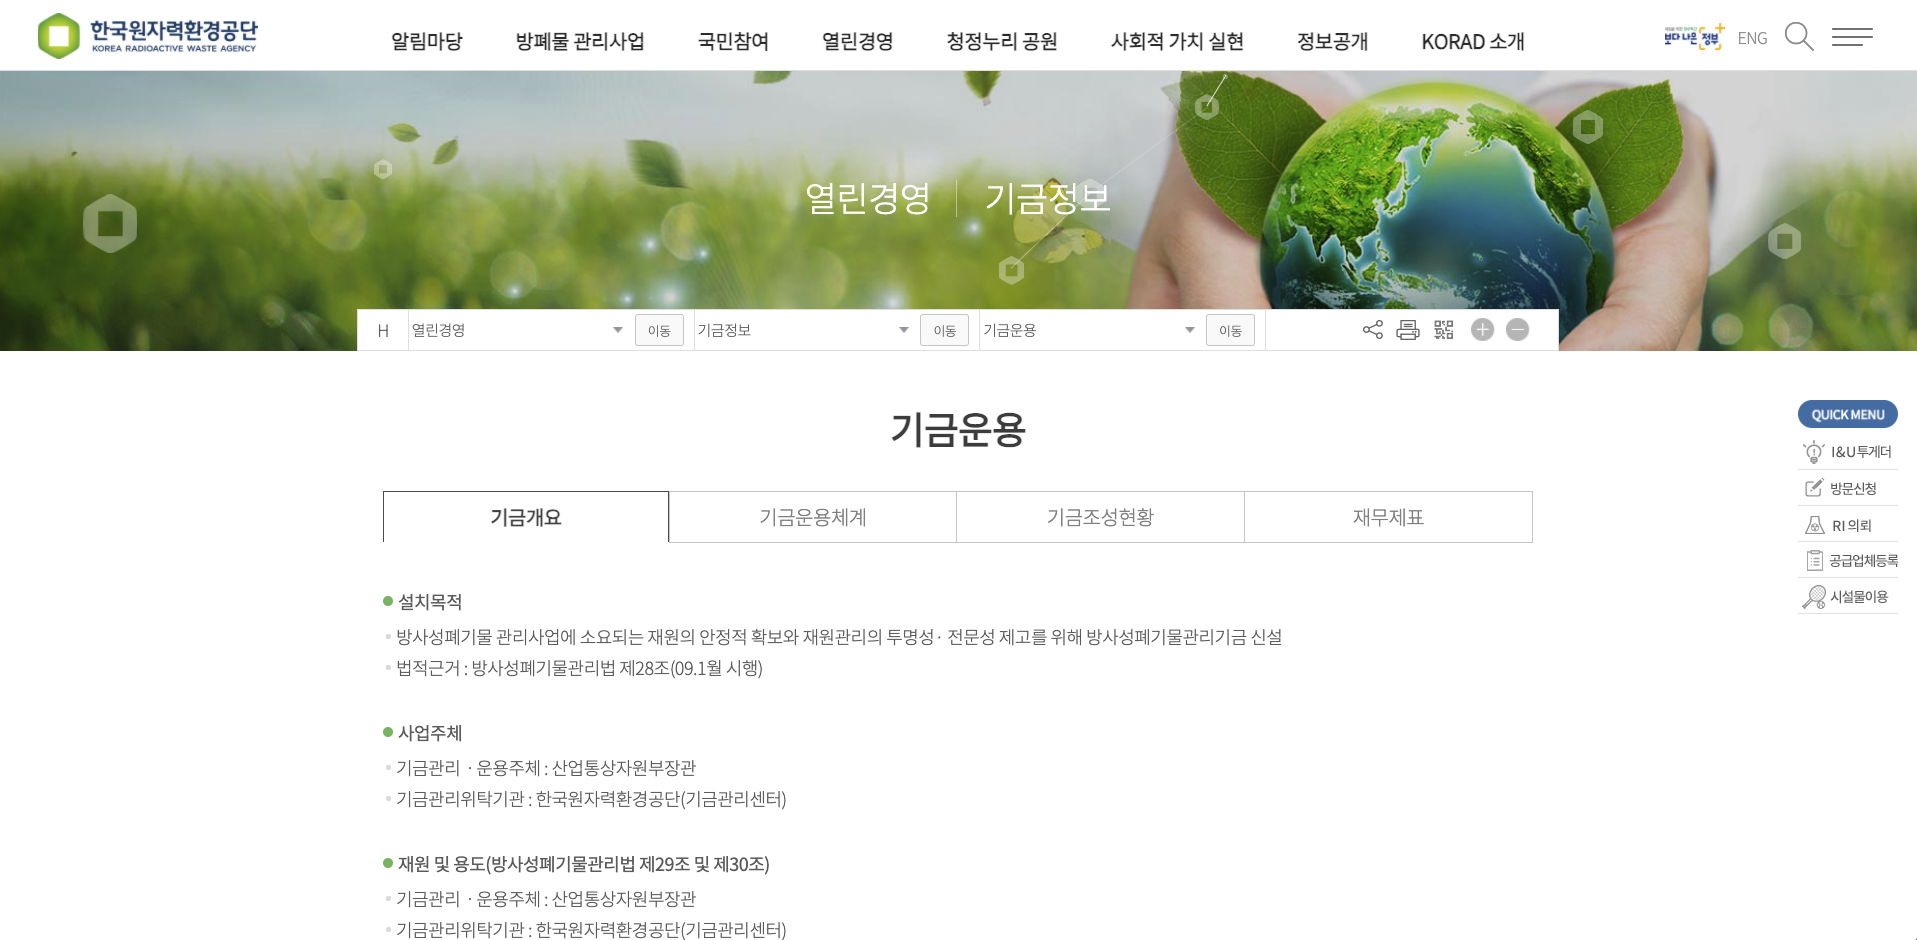 한국원자력환경공단
KOREA RADIOACTIVE WASTE AGENCY
알림마당 방폐물 관리사업 국민참여 열린경영 청정누리 공원 사회적 가치 실현 정보공개 KORAD 소개
보다 나은 정부
ENG
열린경영 기금정보
H 열린경영 이동 기금정보 이동 기금운용 이동
기금운용
QUICK MENU
I&U투게더
방문신청
RI 의뢰
공급업체등록
시설물이용
기금개요 기금운용체계 기금조성현황 재무제표
설치목적
방사성폐기물 관리사업에 소요되는 재원의 안정적 확보와 재원관리의 투명성· 전문성 제고를 위해 방사성폐기물관리기금 신설
법적근거 : 방사성폐기물관리법 제28조(09.1월 시행)
사업주체
기금관리 · 운용주체 : 산업통상자원부장관
기금관리위탁기관 : 한국원자력환경공단(기금관리센터)
재원 및 용도(방사성폐기물관리법 제29조 및 제30조)
기금관리 · 운용주체 : 산업통상자원부장관
기금관리위탁기관 : 한국원자력환경공단(기금관리센터)